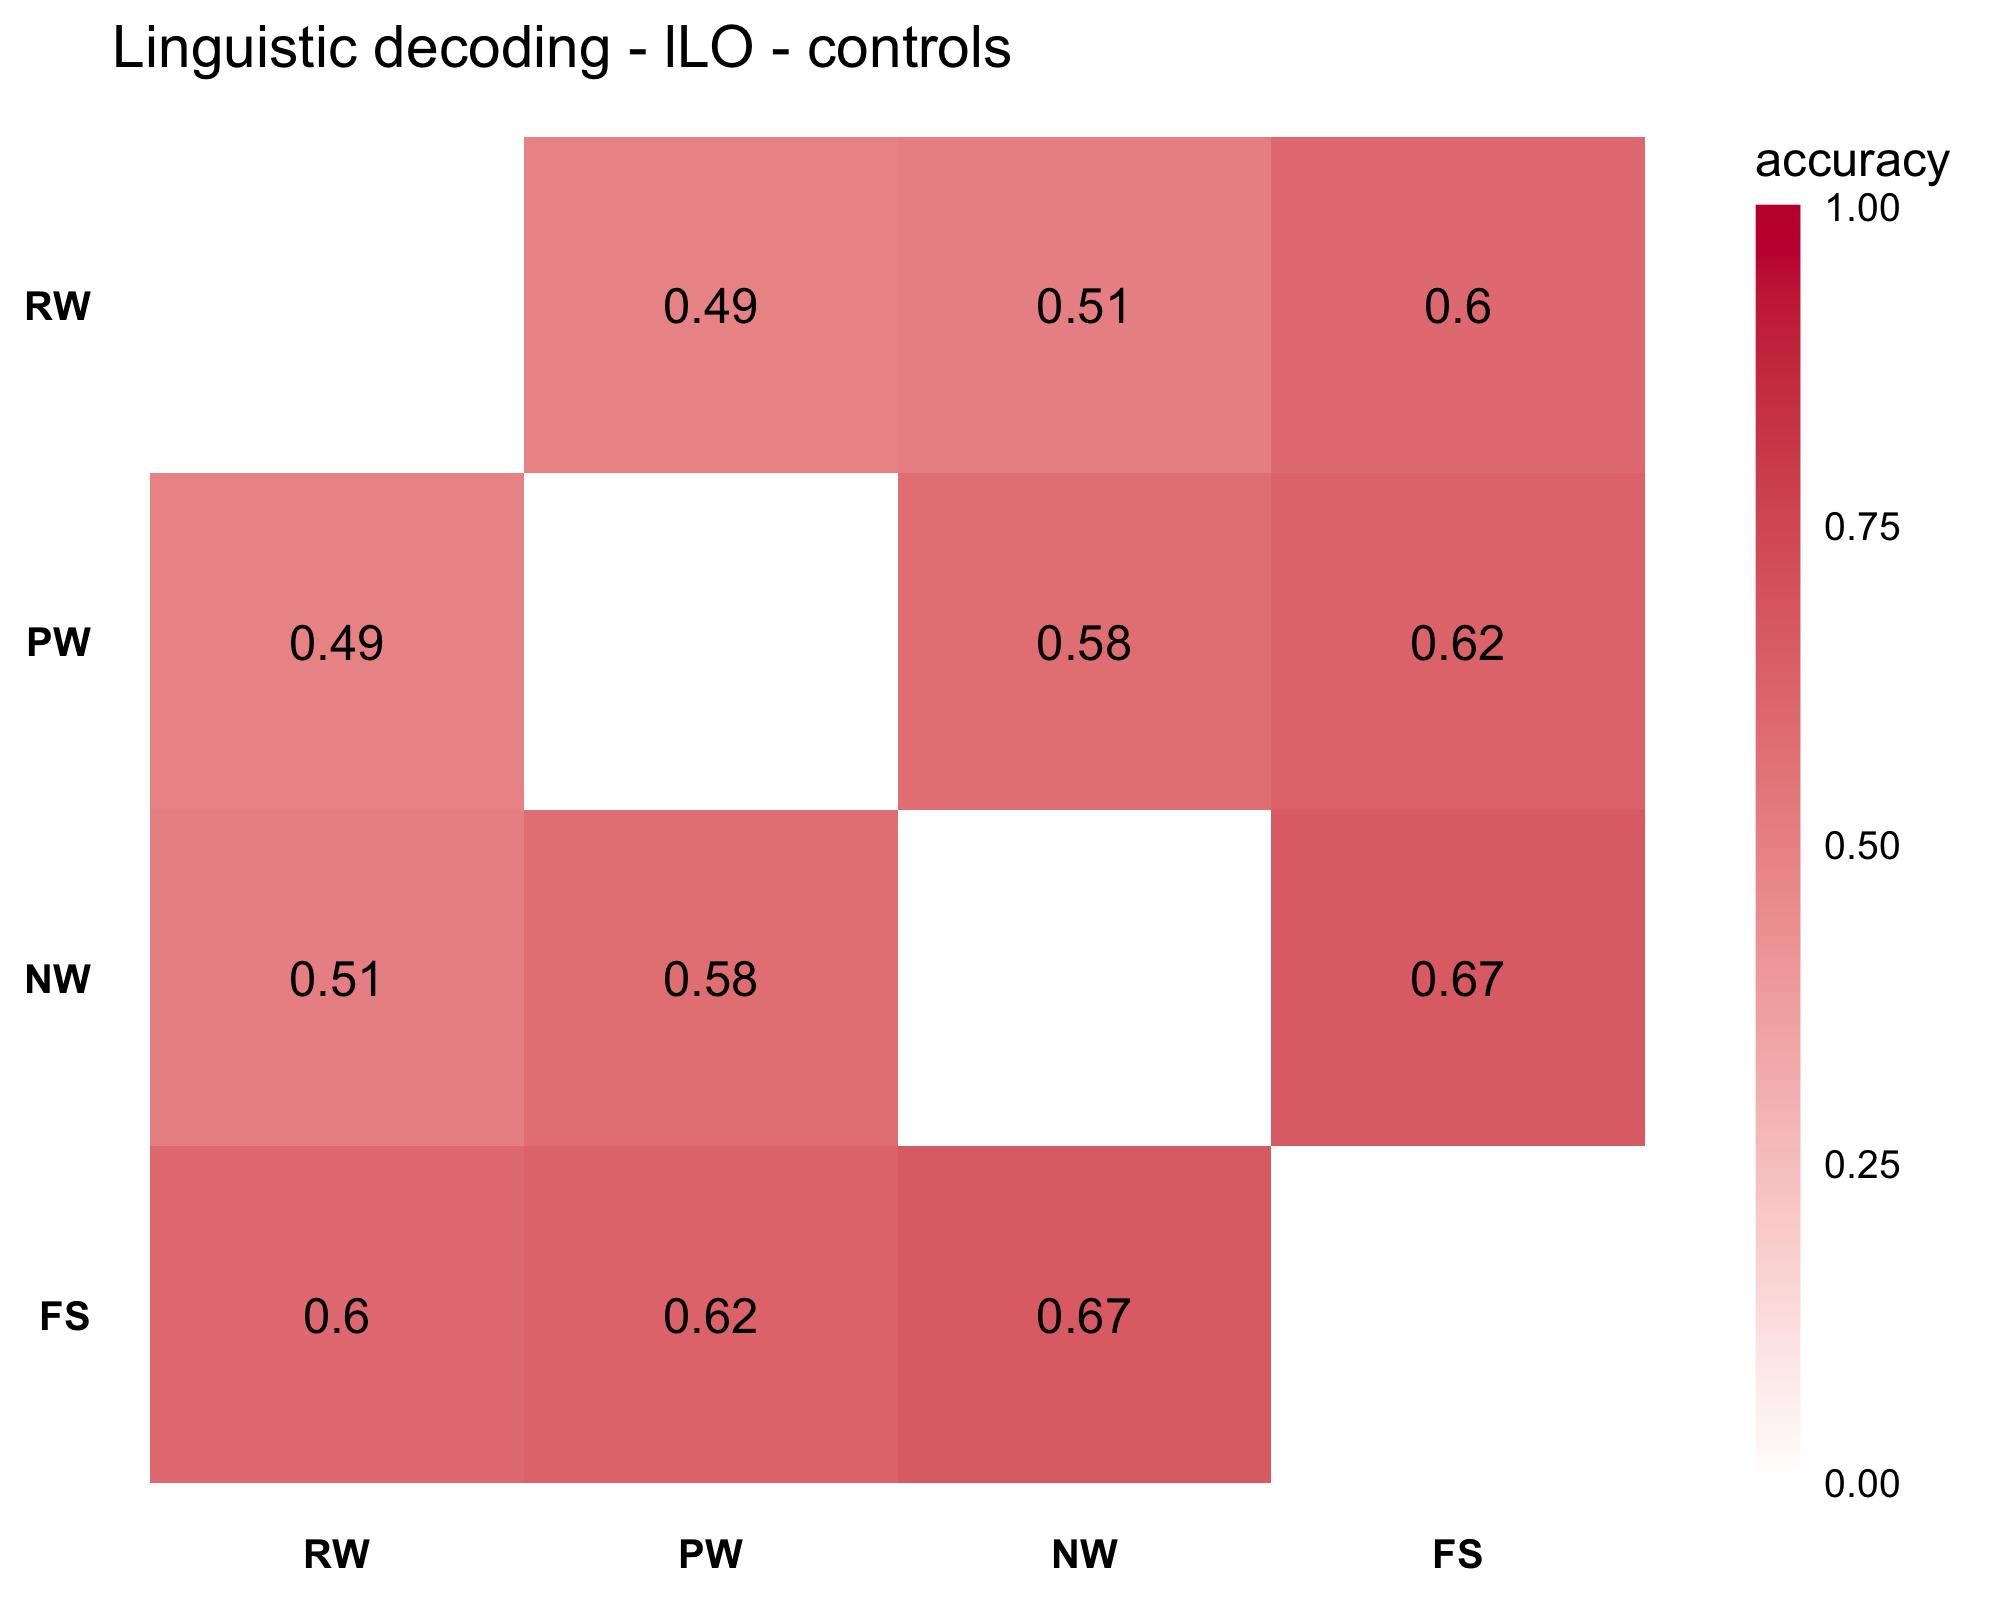 Linguistic decoding - lLO - controls
accuracy
1.00
0.75
0.50
0.25
0.00
RW 0.49 0.51 0.6
PW 0.49 0.58 0.62
NW 0.51 0.58 0.67
FS 0.6 0.62 0.67
RW PW NW FS